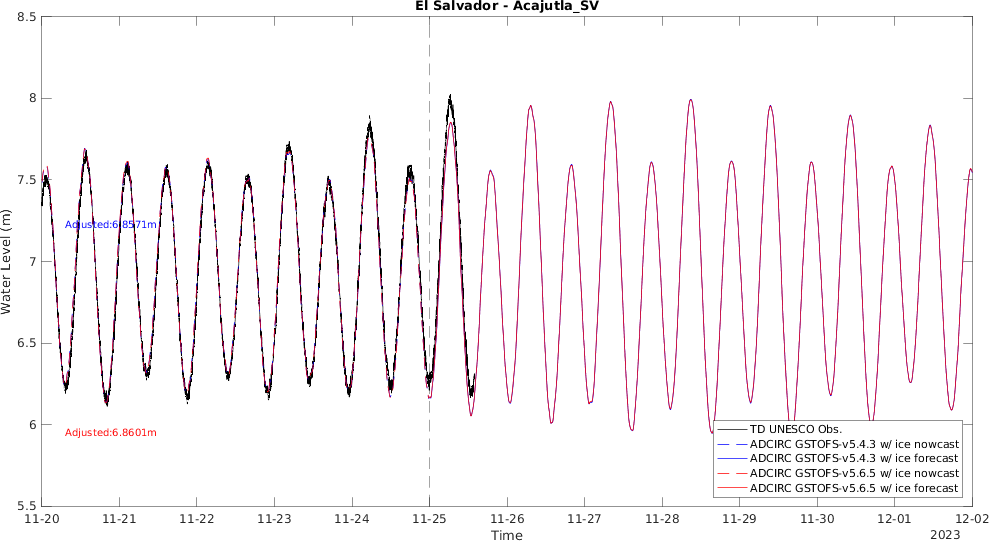 El Salvador - Acajutla_SV
8.5
8
7.5
7
6.5
6
5.5
Water Level (m)
Adjusted:6.8571m
Adjusted:6.8601m
TD UNESCO Obs.
ADCIRC GSTOFS-v5.4.3 w/ ice nowcast
ADCIRC GSTOFS-v5.4.3 w/ ice forecast
ADCIRC GSTOFS-v5.6.5 w/ ice nowcast
ADCIRC GSTOFS-v5.6.5 w/ ice forecast
11-20 11-21 11-22 11-23 11-24 11-25 11-26 11-27 11-28 11-29 11-30 12-01 12-02
Time
2023